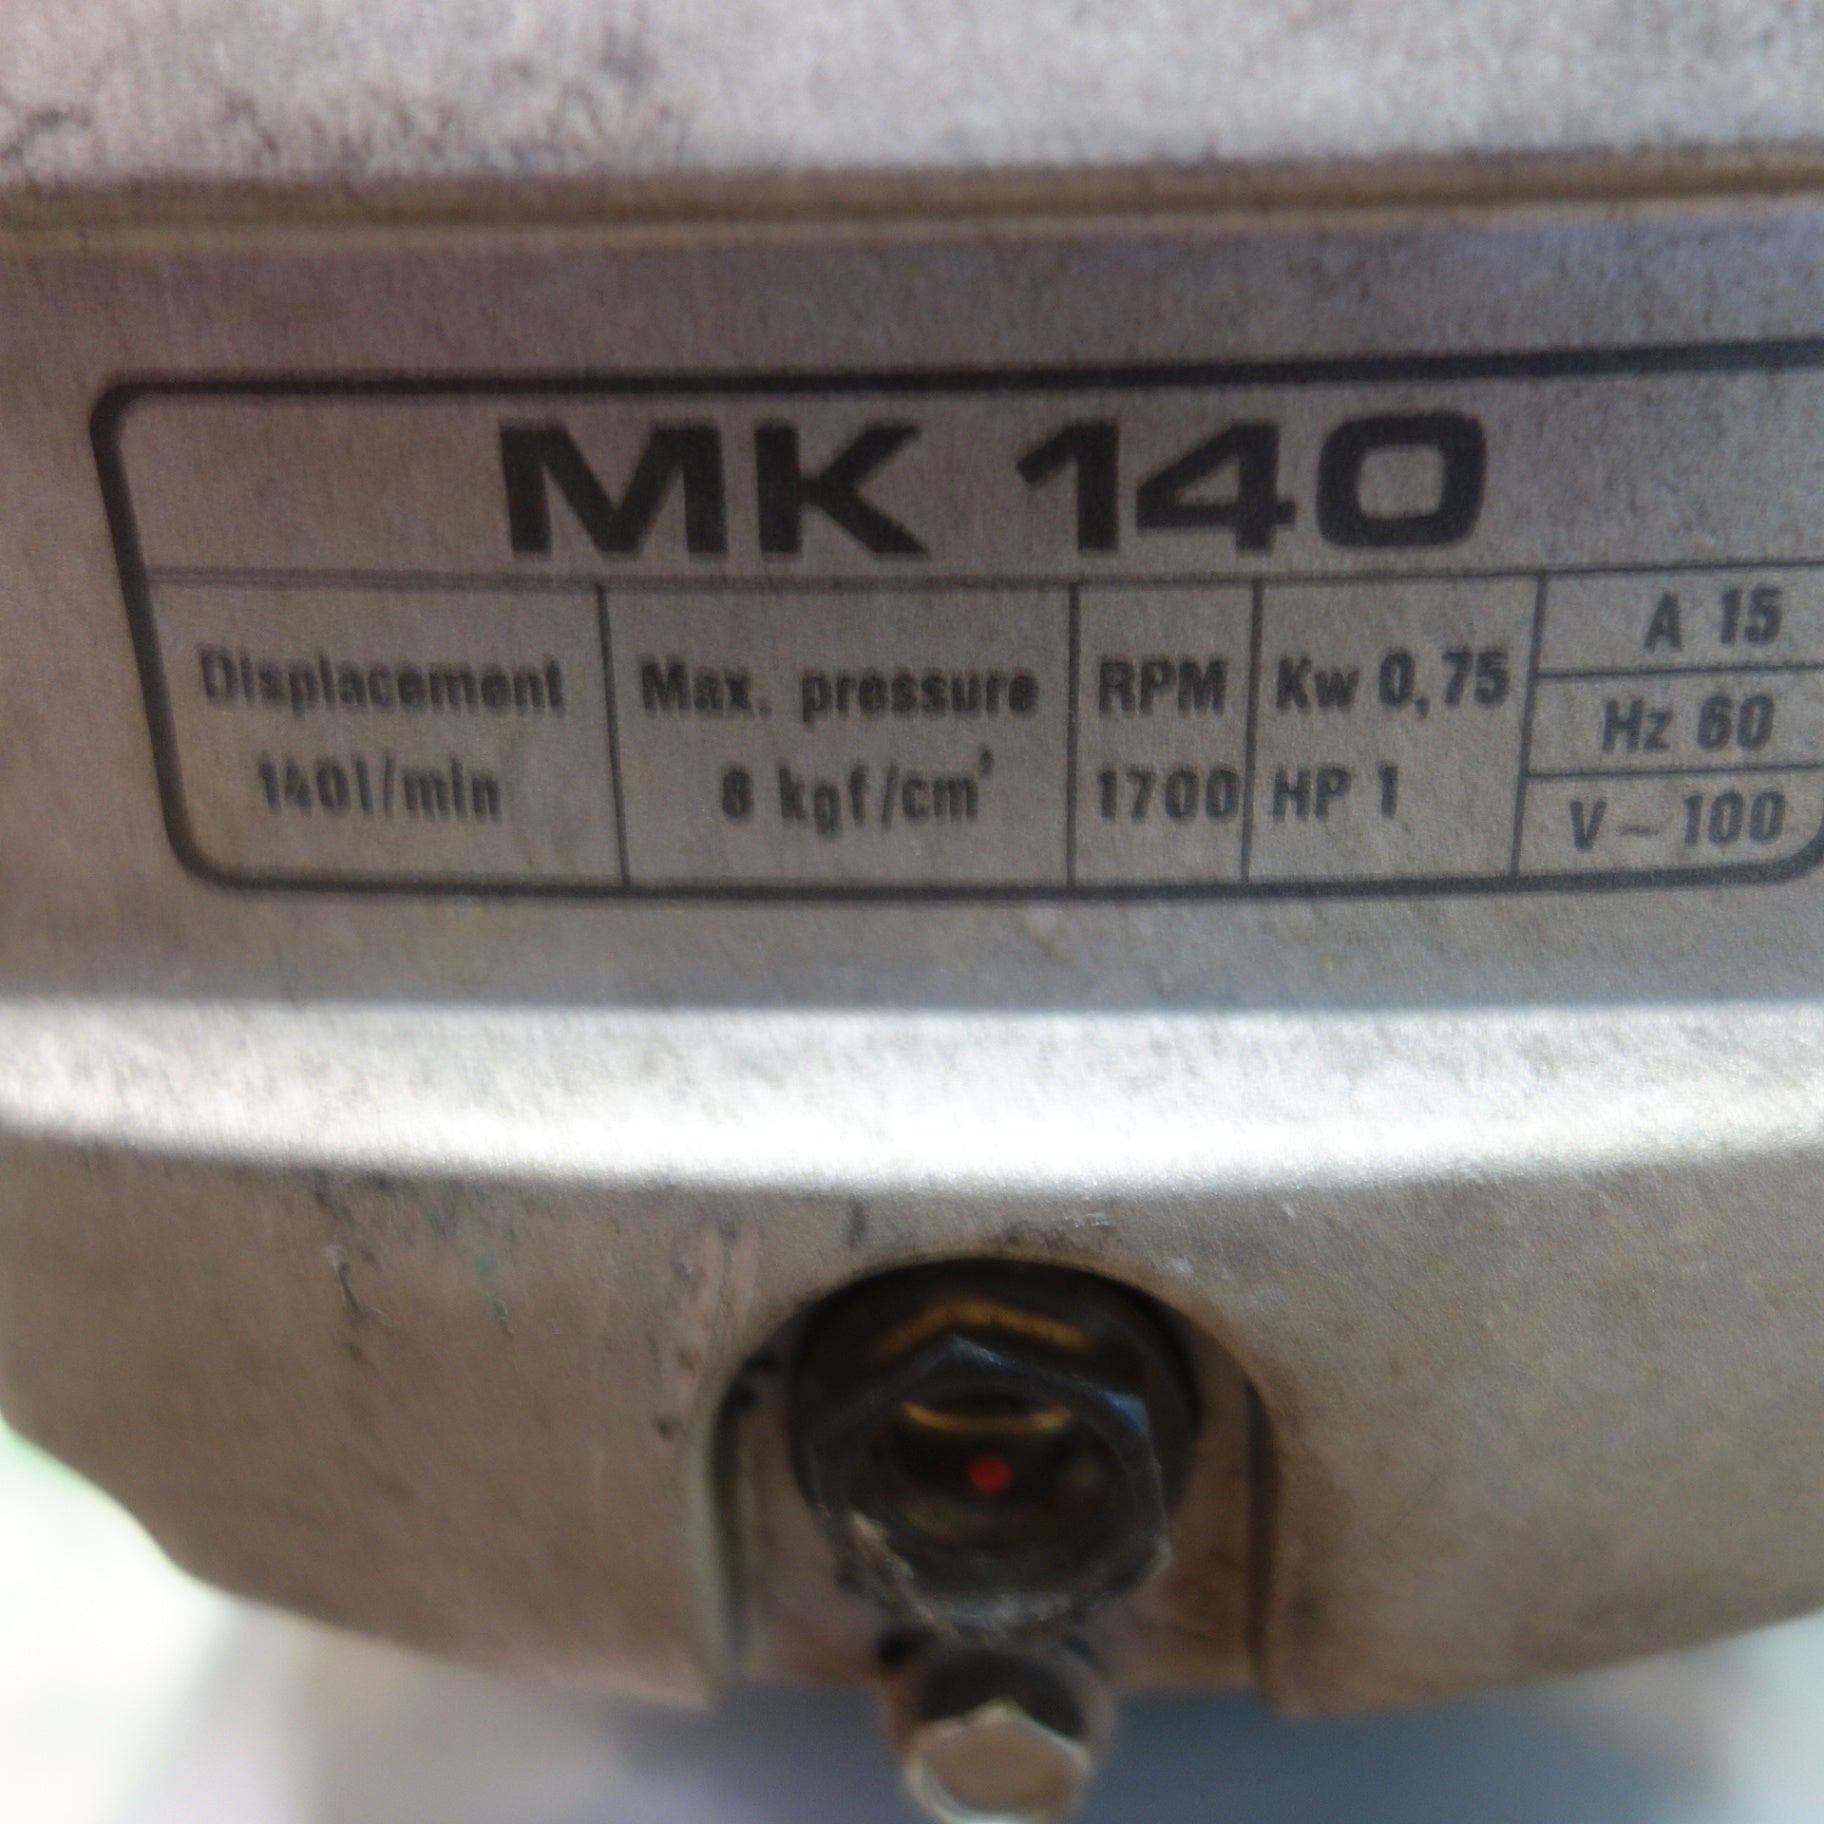 MK 140
Displacement
140 l/min
Max. pressure
8 kgf/cm²
RPM
1700
Kw 0,75
HP 1
A 15
Hz 60
V ~ 100